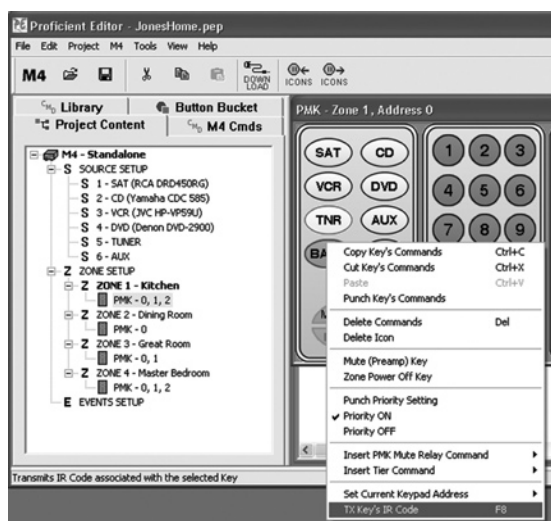 Proficient Editor - JonesHome.pep
File Edit Project M4 Tools View Help
M4 DOWN LOAD ICONS ICONS
CMD Library Button Bucket
Project Content CMD M4 Cmds
M4 - Standalone
S SOURCE SETUP
S 1 - SAT (RCA DRD450RG)
S 2 - CD (Yamaha CDC 585)
S 3 - VCR (JVC HP-VP59U)
S 4 - DVD (Denon DVD-2900)
S 5 - TUNER
S 6 - AUX
Z ZONE SETUP
Z ZONE 1 - Kitchen
PMK - 0, 1, 2
Z ZONE 2 - Dining Room
PMK - 0
Z ZONE 3 - Great Room
PMK - 0, 1
Z ZONE 4 - Master Bedroom
PMK - 0, 1, 2
E EVENTS SETUP
Transmits IR Code associated with the selected Key
PMK - Zone 1, Address 0
SAT CD 1 2 3
VCR DVD 4 5 6
TNR AUX 7 8 9
Copy Key's Commands Ctrl+C
Cut Key's Commands Ctrl+X
Paste Ctrl+V
Punch Key's Commands
Delete Commands Del
Delete Icon
Mute (Preamp) Key
Zone Power Off Key
Punch Priority Setting
Priority ON
Priority OFF
Insert PMK Mute Relay Command
Insert Tier Command
Set Current Keypad Address
TX Key's IR Code F8